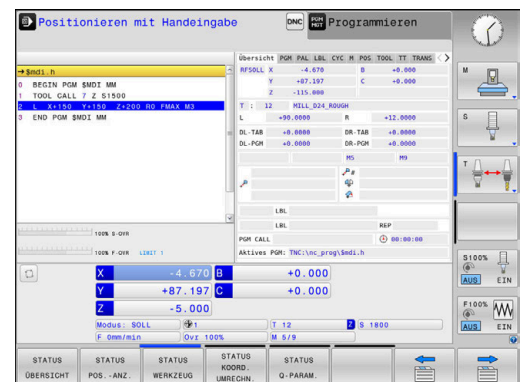 Positionieren mit Handeingabe
DNC
PGM MGT
Programmieren
→$mdi.h
0 BEGIN PGM $MDI MM
1 TOOL CALL 7 Z S1500
2 L X+150 Y+150 Z+200 R0 FMAX M3
3 END PGM $MDI MM
100% S-OVR
100% F-OVR LIMIT 1
Übersicht PGM PAL LBL CYC M POS TOOL TT TRANS
RFSOLL X -4.670 B +0.000
Y +87.197 C +0.000
Z -115.000
T : 12 MILL_D24_ROUGH
L +90.0000 R +12.0000
DL-TAB +0.0000 DR-TAB +0.0000
DL-PGM +0.0000 DR-PGM +0.0000
M5 M9
LBL
LBL REP
PGM CALL 00:00:00
Aktives PGM: TNC:\nc_prog\$mdi.h
X -4.670 B +0.000
Y +87.197 C +0.000
Z -5.000
Modus: SOLL 1 T 12 Z S 1800
F 0mm/min Ovr 100% M 5/9
M
S
T
S100%
AUS EIN
F100%
AUS EIN
STATUS ÜBERSICHT
STATUS POS.-ANZ.
STATUS WERKZEUG
STATUS KOORD. UMRECHN.
STATUS Q-PARAM.